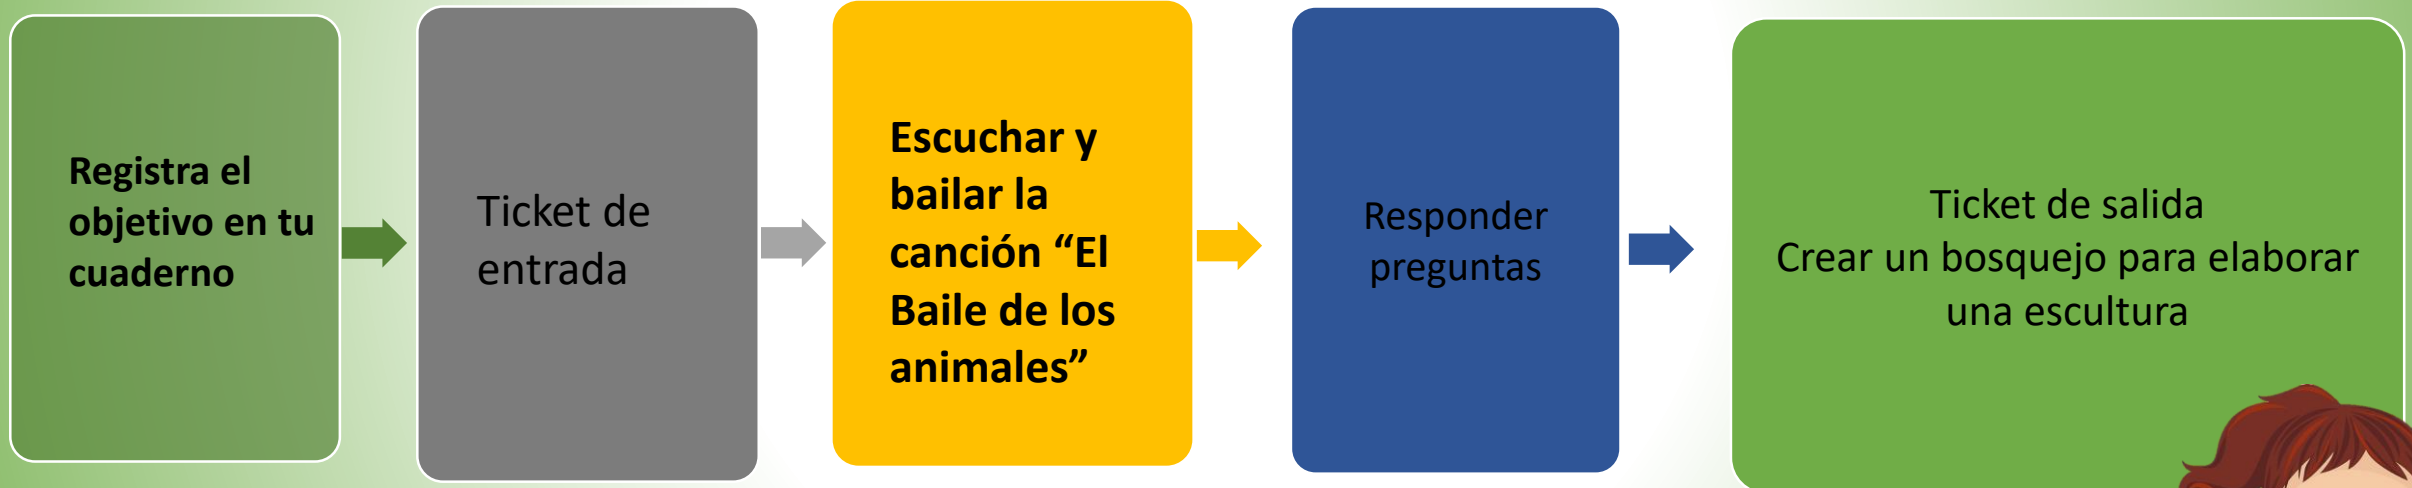 Registra el
objetivo en tu
cuaderno
Ticket de
entrada
Escuchar y
bailar la
canción “El
Baile de los
animales”
Responder
preguntas
Ticket de salida
Crear un bosquejo para elaborar
una escultura